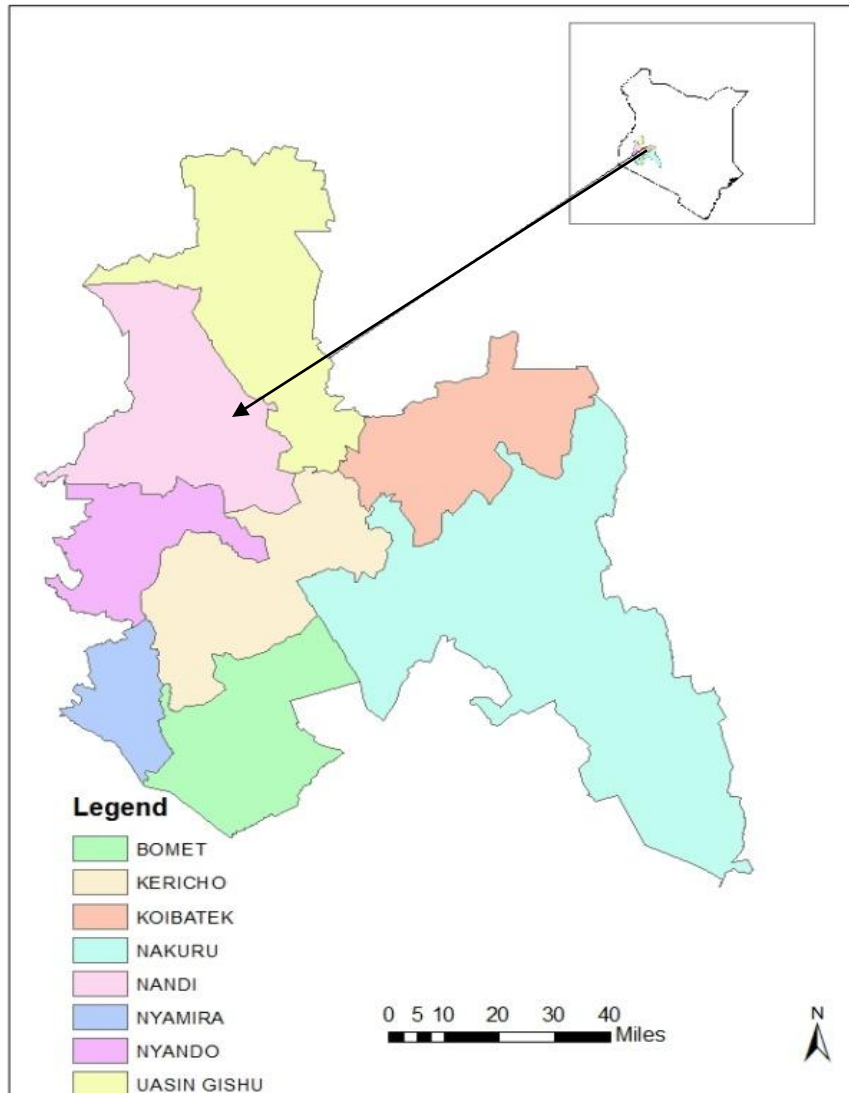 Legend
BOMET
KERICHO
KOIBATEK
NAKURU
NANDI
NYAMIRA
NYANDO
UASIN GISHU
0 5 10 20 30 40
Miles
N